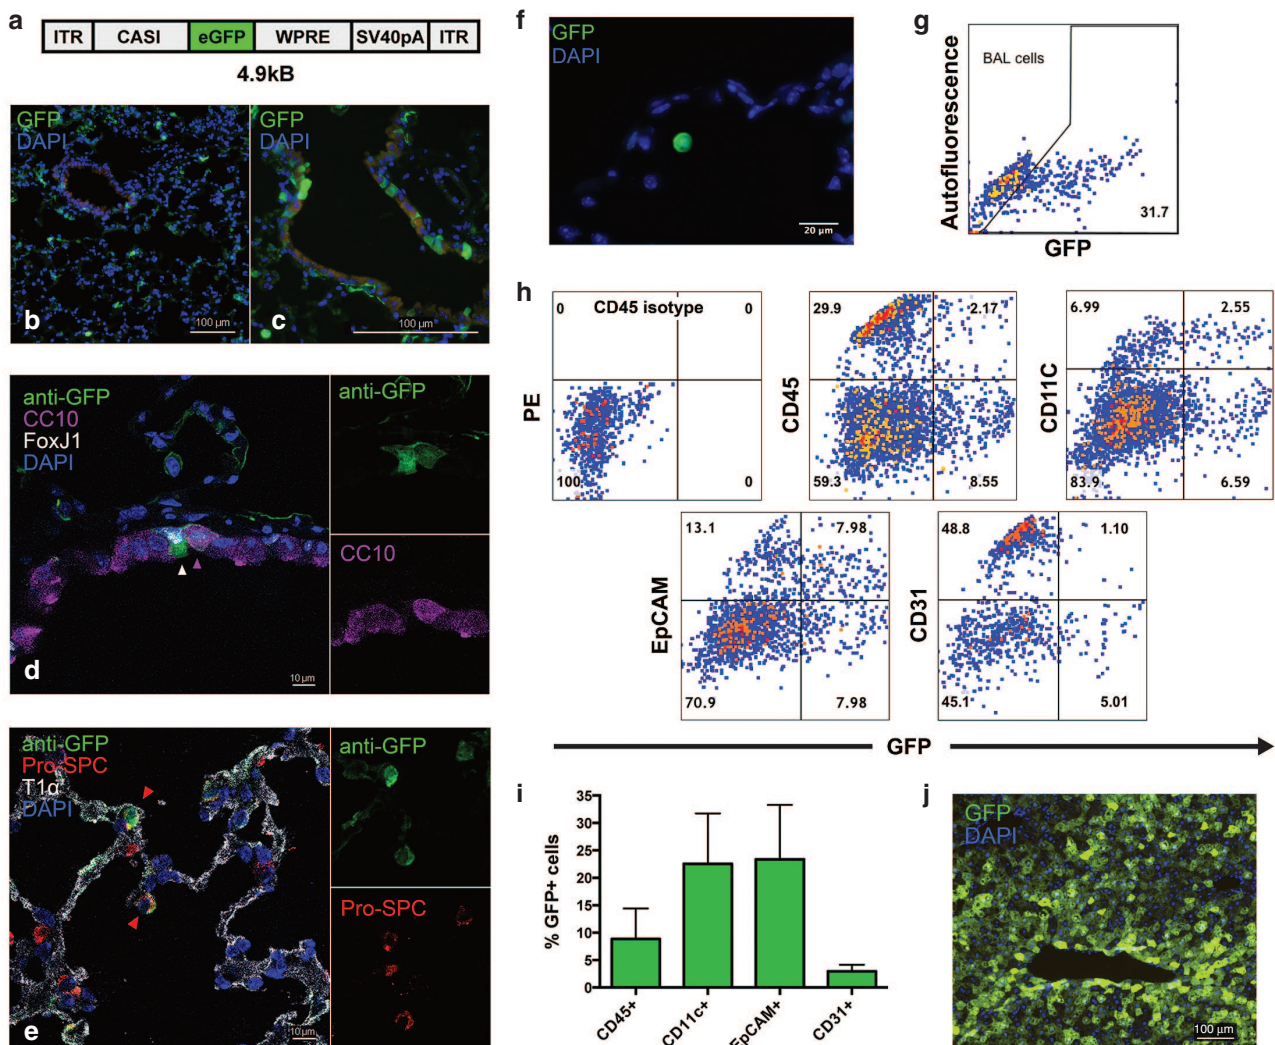 a
ITR CASI eGFP WPRE SV40pA ITR
4.9kB
GFP
DAPI
b
100 µm
GFP
DAPI
c
100 µm
anti-GFP
CC10
FoxJ1
DAPI
d
10 µm
anti-GFP
CC10
anti-GFP
Pro-SPC
T1α
DAPI
e
10 µm
anti-GFP
Pro-SPC
f
GFP
DAPI
20 µm
g
Autofluorescence
BAL cells
31.7
GFP
h
PE
0 CD45 isotype 0
100 0
CD45
29.9 2.17
59.3 8.55
CD11C
6.99 2.55
83.9 6.59
EpCAM
13.1 7.98
70.9 7.98
CD31
48.8 1.10
45.1 5.01
GFP
i
% GFP+ cells
35
30
25
20
15
10
5
0
CD45+ CD11c+ EpCAM+ CD31+
j
GFP
DAPI
100 µm